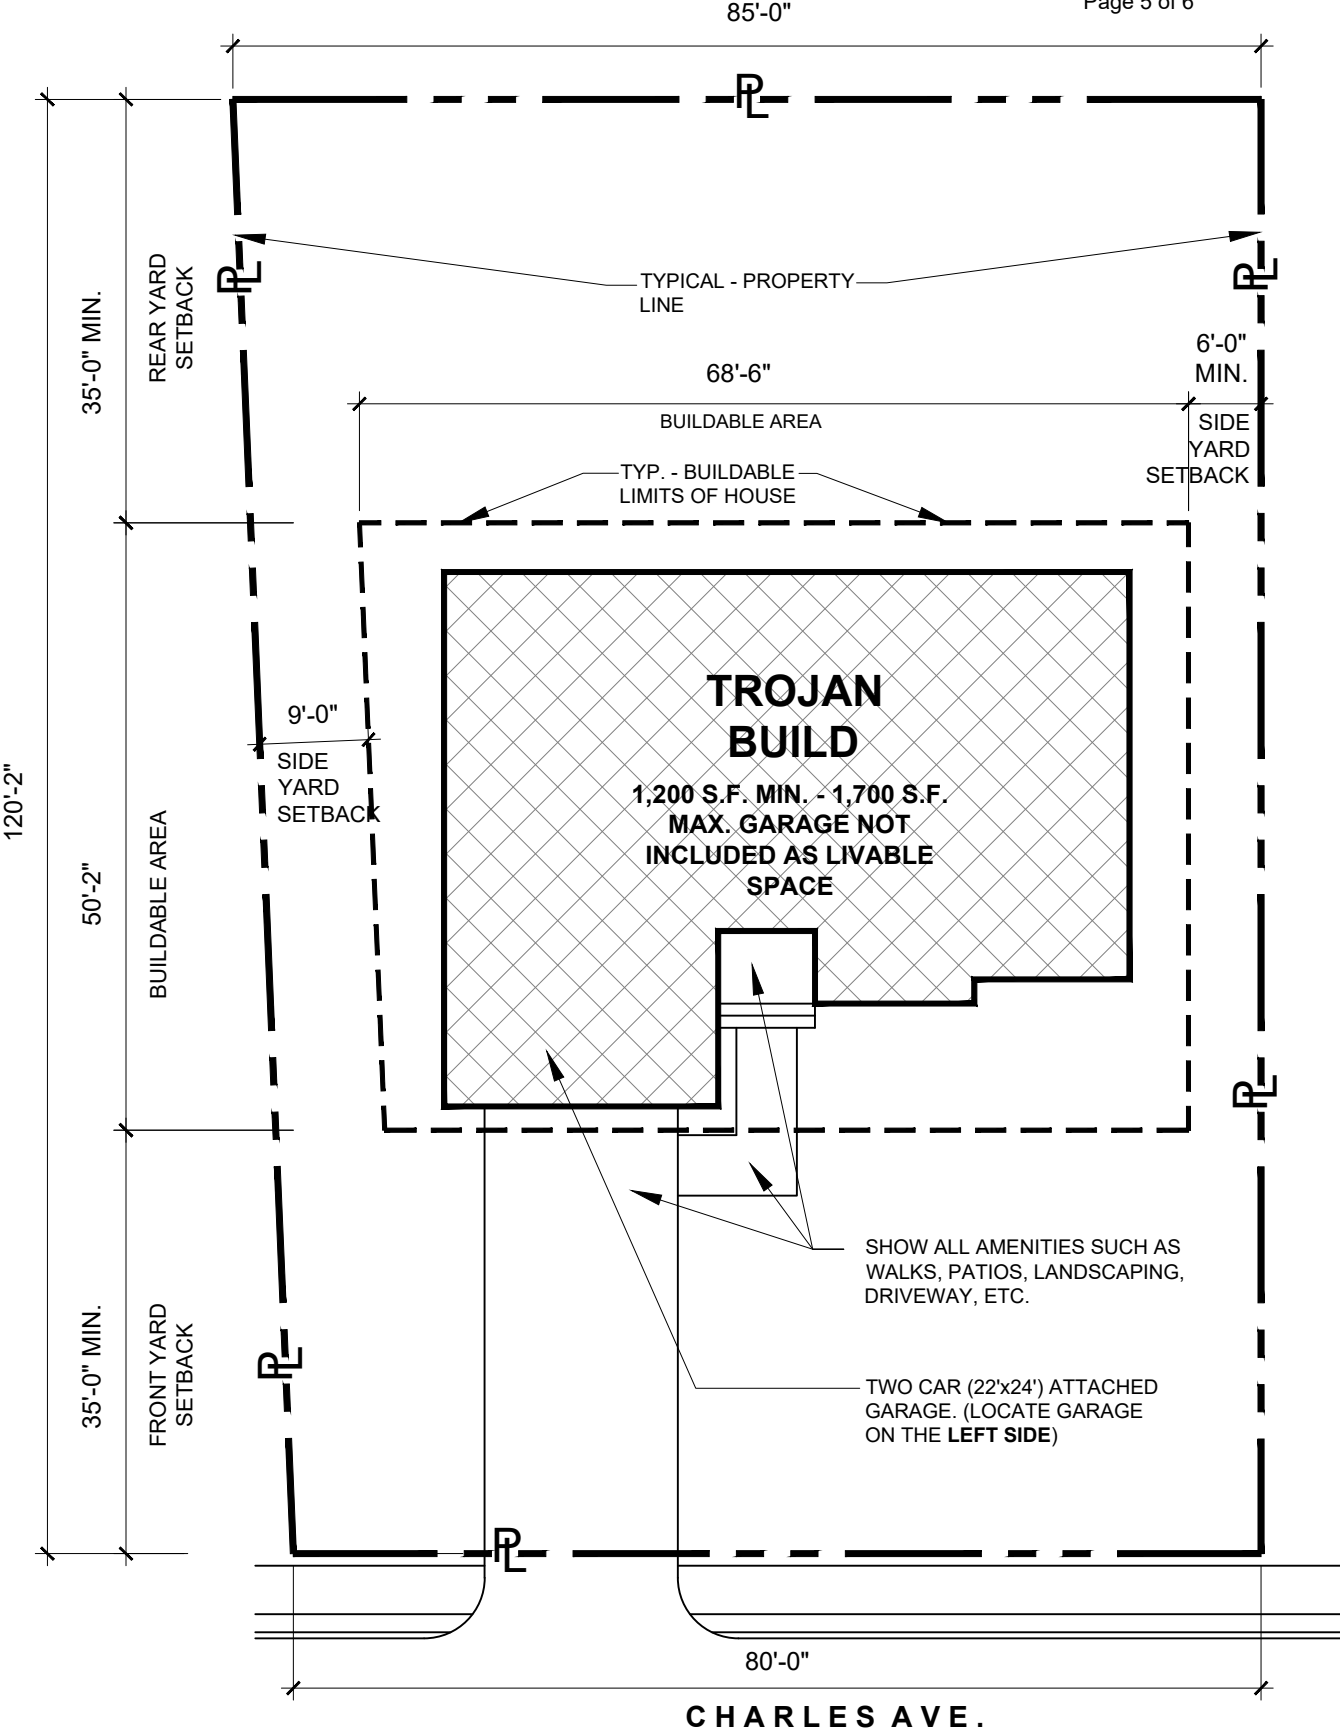 Page 5 of 6
85'-0"
PL
TYPICAL - PROPERTY
LINE
PL
PL
35'-0" MIN.
REAR YARD
SETBACK
6'-0"
MIN.
68'-6"
BUILDABLE AREA
SIDE
YARD
SETBACK
TYP. - BUILDABLE
LIMITS OF HOUSE
TROJAN
BUILD
1,200 S.F. MIN. - 1,700 S.F.
MAX. GARAGE NOT
INCLUDED AS LIVABLE
SPACE
9'-0"
SIDE
YARD
SETBACK
120'-2"
50'-2"
BUILDABLE AREA
PL
SHOW ALL AMENITIES SUCH AS
WALKS, PATIOS, LANDSCAPING,
DRIVEWAY, ETC.
35'-0" MIN.
FRONT YARD
SETBACK
PL
TWO CAR (22'x24') ATTACHED
GARAGE. (LOCATE GARAGE
ON THE LEFT SIDE)
PL
80'-0"
CHARLES AVE.